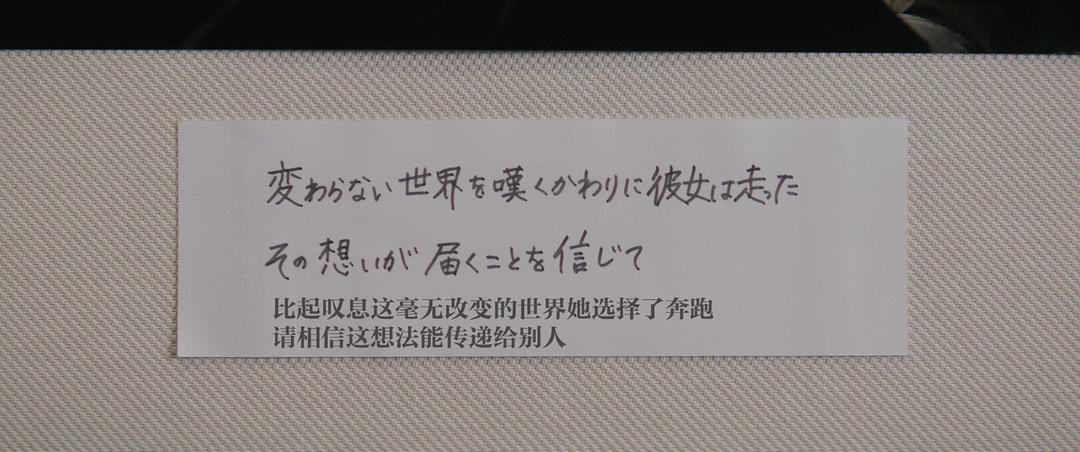 変わらない世界を嘆くかわりに彼女は走った
その想いが届くことを信じて
比起叹息这毫无改变的世界她选择了奔跑
请相信这想法能传递给别人